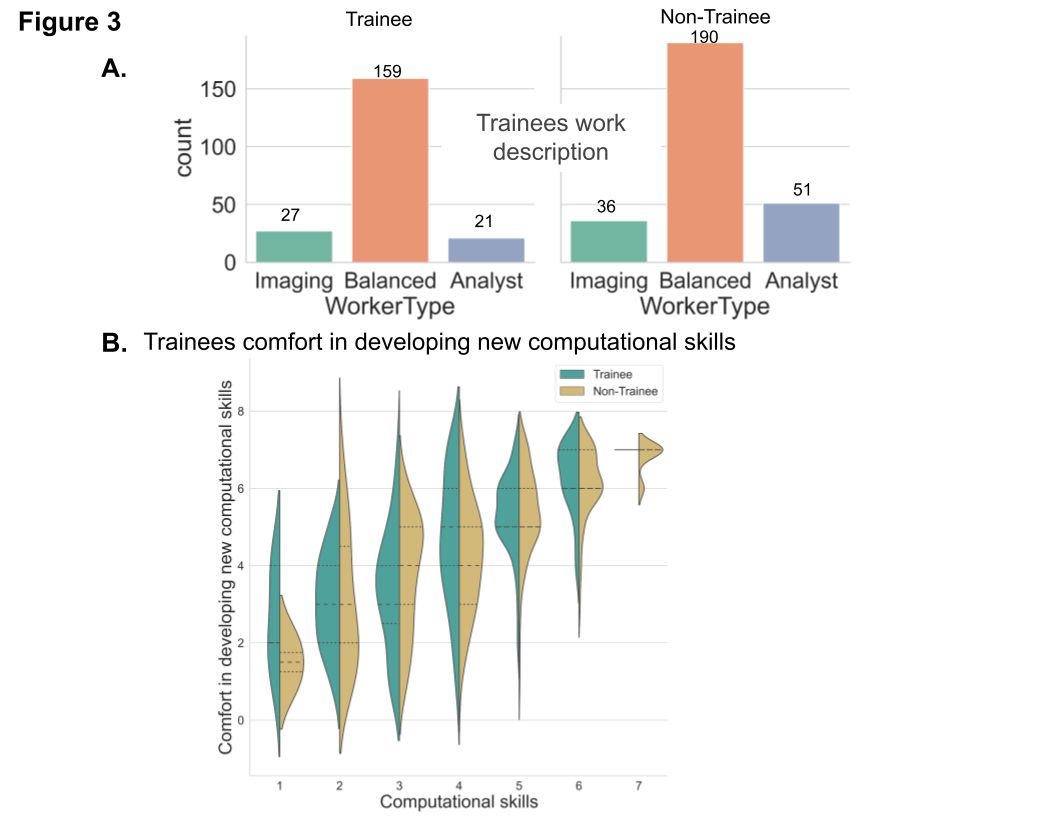 Figure 3
Trainee
Non-Trainee
A.
count
150
100
50
0
159
27
21
190
36
51
Trainees work
description
Imaging Balanced Analyst
WorkerType
Imaging Balanced Analyst
WorkerType
B. Trainees comfort in developing new computational skills
Trainee
Non-Trainee
Comfort in developing new computational skills
8
6
4
2
0
1 2 3 4 5 6 7
Computational skills